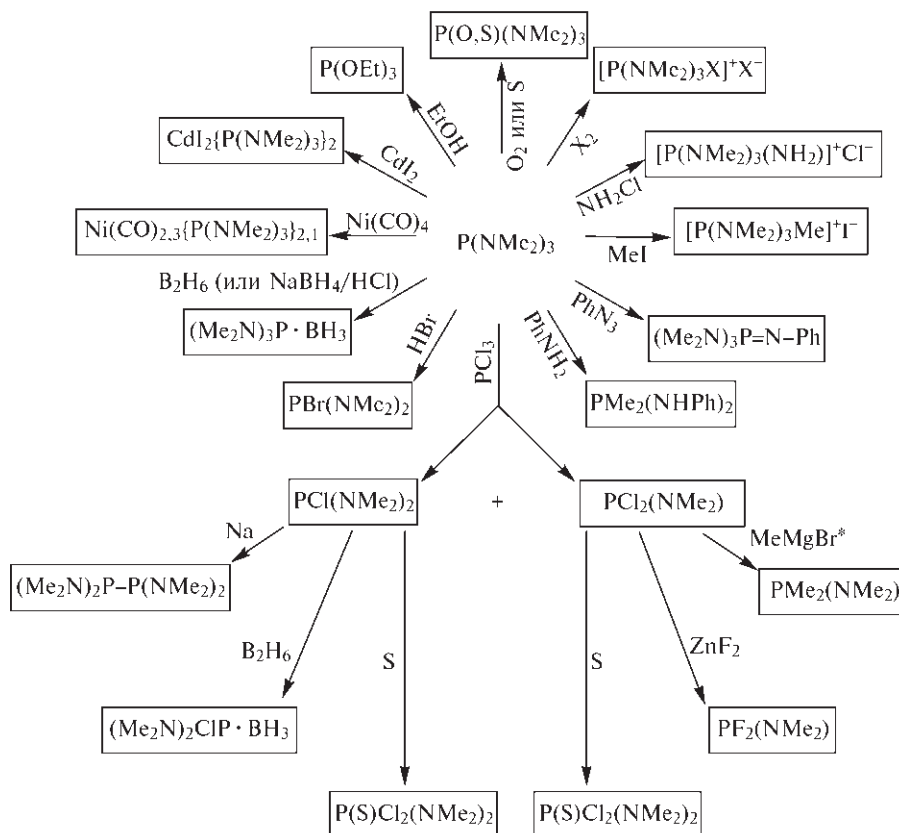 P(O,S)(NMe₂)₃
P(OEt)₃
[P(NMe₂)₃X]⁺X⁻
EtOH
O₂ или S
X₂
CdI₂{P(NMe₂)₃}₂
CdI₂
[P(NMe₂)₃(NH₂)]⁺Cl⁻
NH₂Cl
Ni(CO)₂,₃{P(NMe₂)₃}₂,₁
Ni(CO)₄
P(NMe₂)₃
[P(NMe₂)₃Me]⁺I⁻
MeI
B₂H₆ (или NaBH₄/HCl)
(Me₂N)₃P · BH₃
PhN₃
(Me₂N)₃P=N–Ph
HBr
PCl₃
PhNH₂
PBr(NMe₂)₂
PMe₂(NHPh)₂
PCl(NMe₂)₂
+
PCl₂(NMe₂)
Na
MeMgBr*
(Me₂N)₂P–P(NMe₂)₂
PMe₂(NMe₂)
B₂H₆
S
S
ZnF₂
(Me₂N)₂ClP · BH₃
PF₂(NMe₂)
P(S)Cl₂(NMe₂)₂
P(S)Cl₂(NMe₂)₂